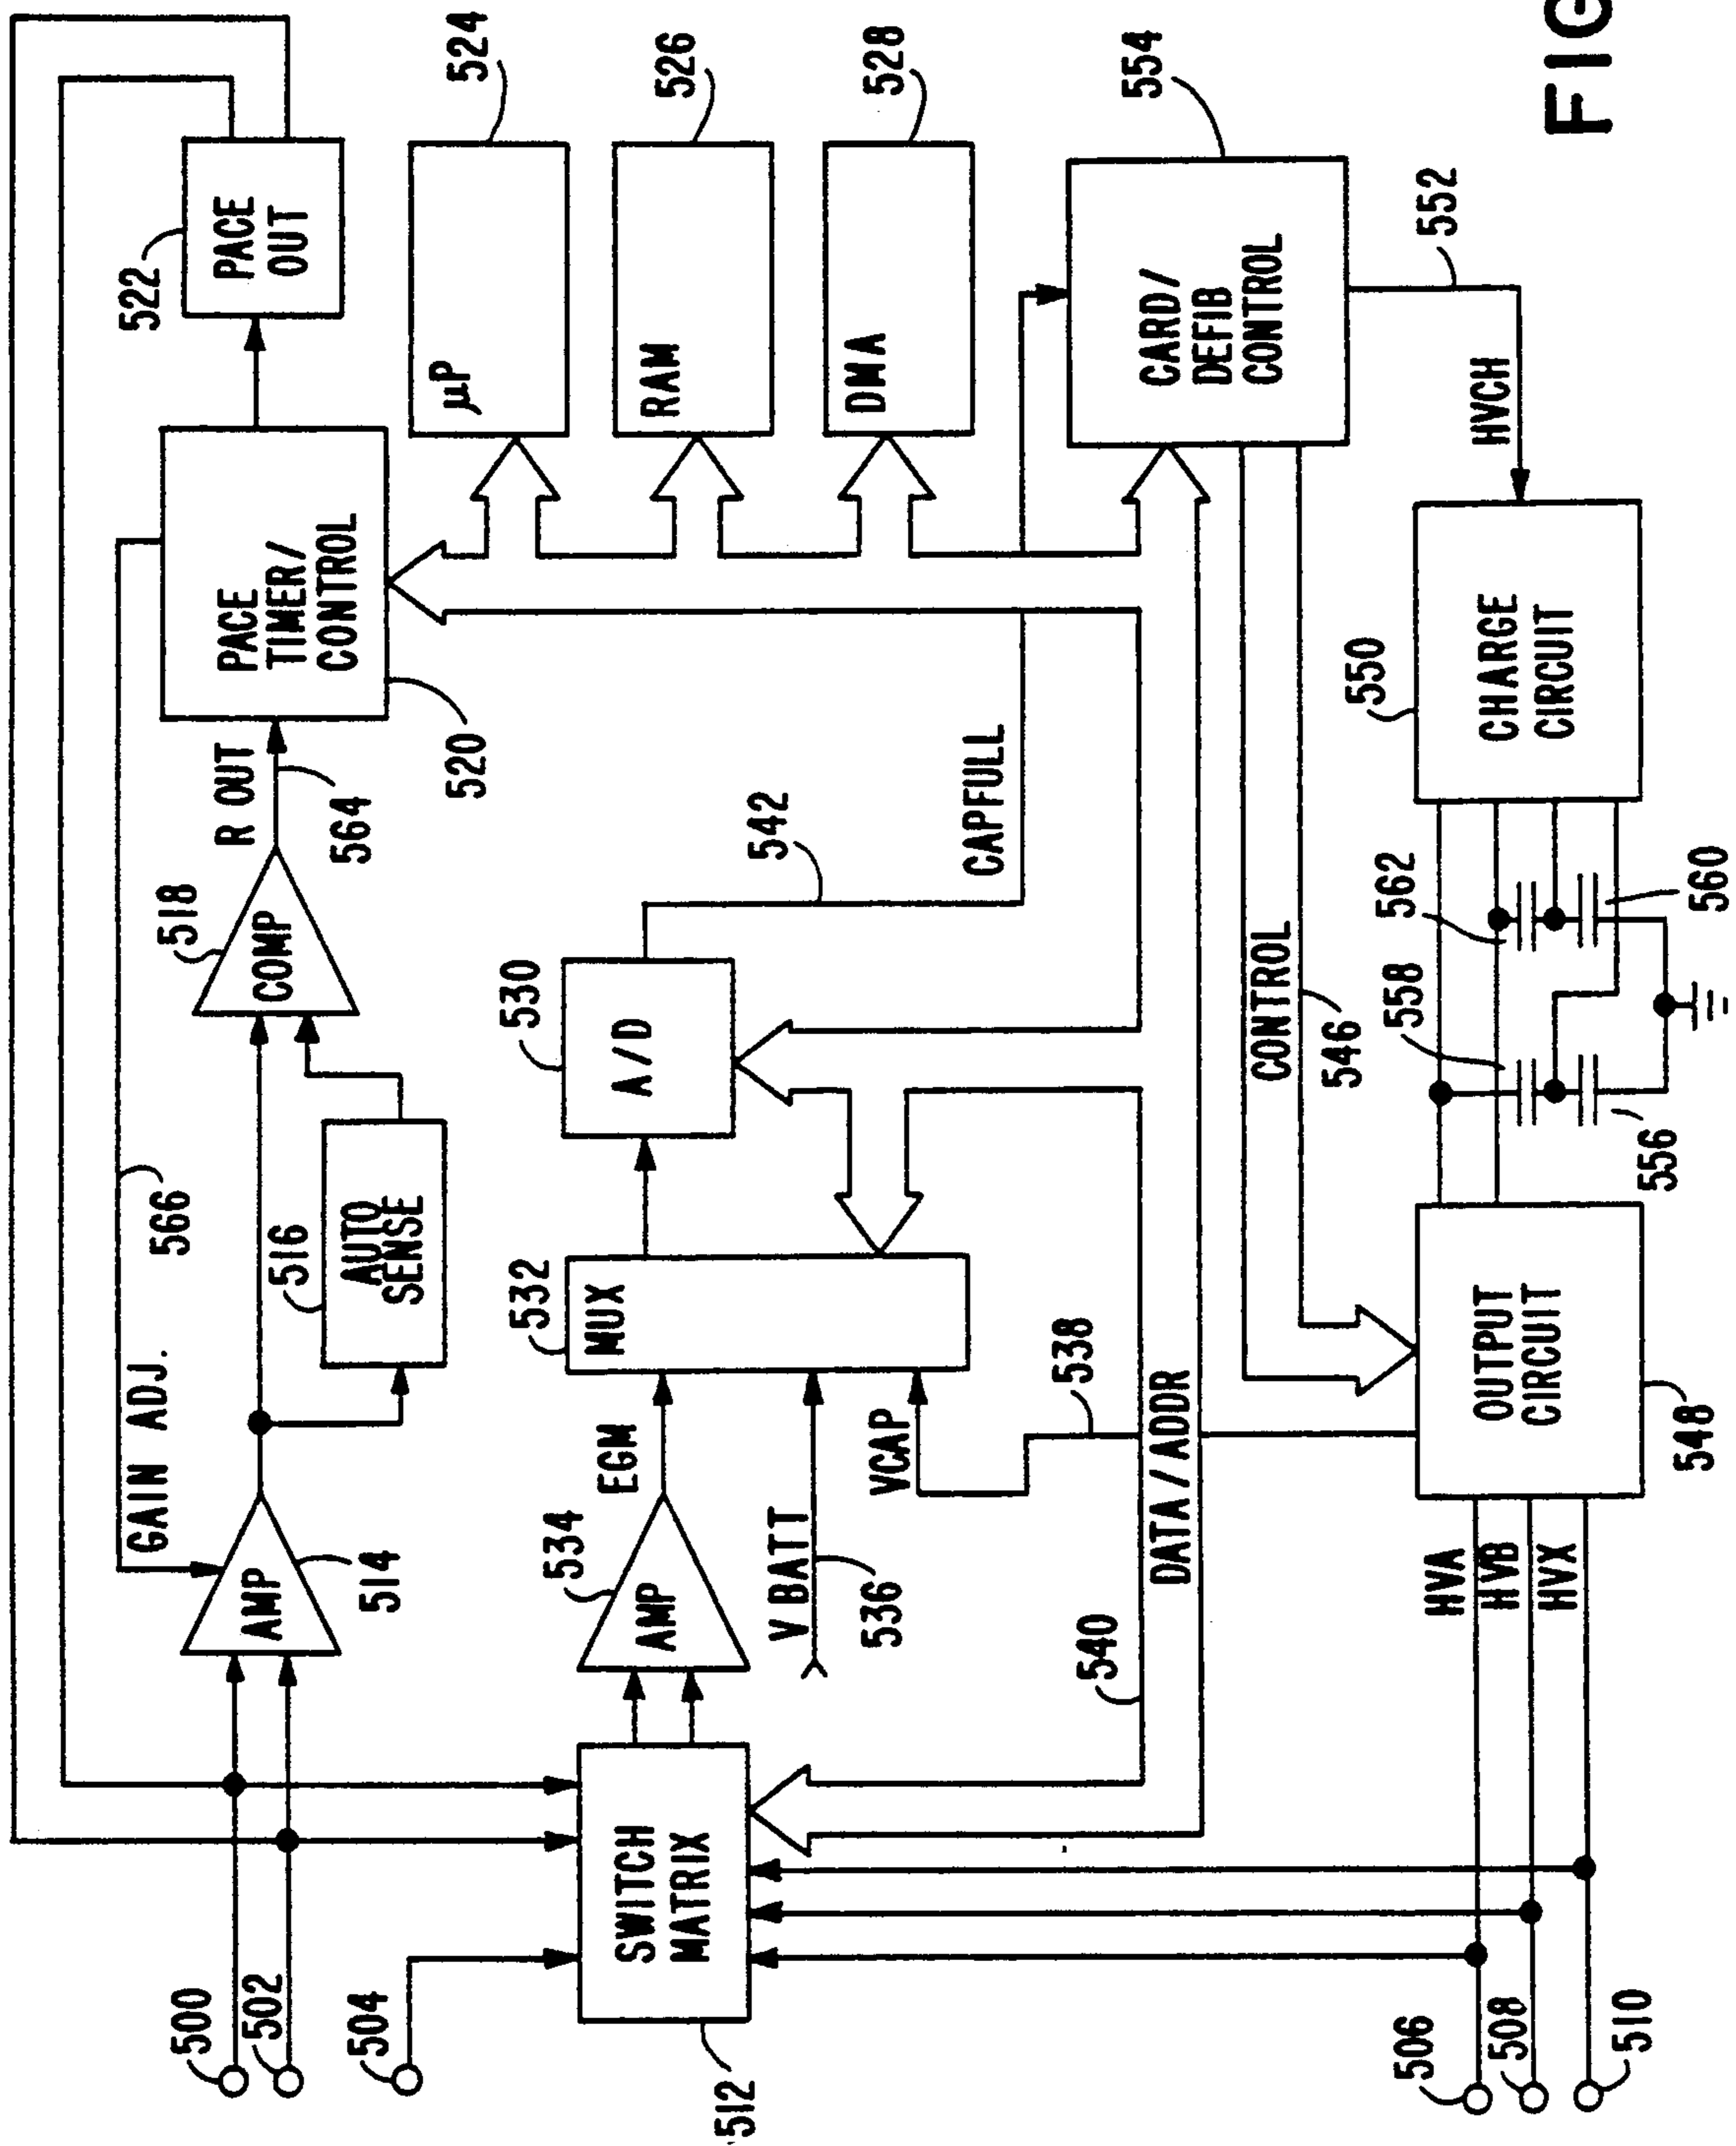 500
502
504
506
508
510
512
SWITCH
MATRIX
AMP
514
GAIN ADJ.
566
516
AUTO
SENSE
518
COMP
R OUT
564
PACE
TIMER/
CONTROL
520
522
PACE
OUT
524
µP
526
RAM
528
DMA
534
AMP
EGM
V BATT
536
VCAP
538
532
MUX
530
A/D
542
CAPFULL
540
DATA/ADDR
CONTROL
546
554
CARD/
DEFIB
CONTROL
552
HVCH
550
CHARGE
CIRCUIT
562
560
558
556
OUTPUT
CIRCUIT
548
HVA
HVB
HVX
FIG